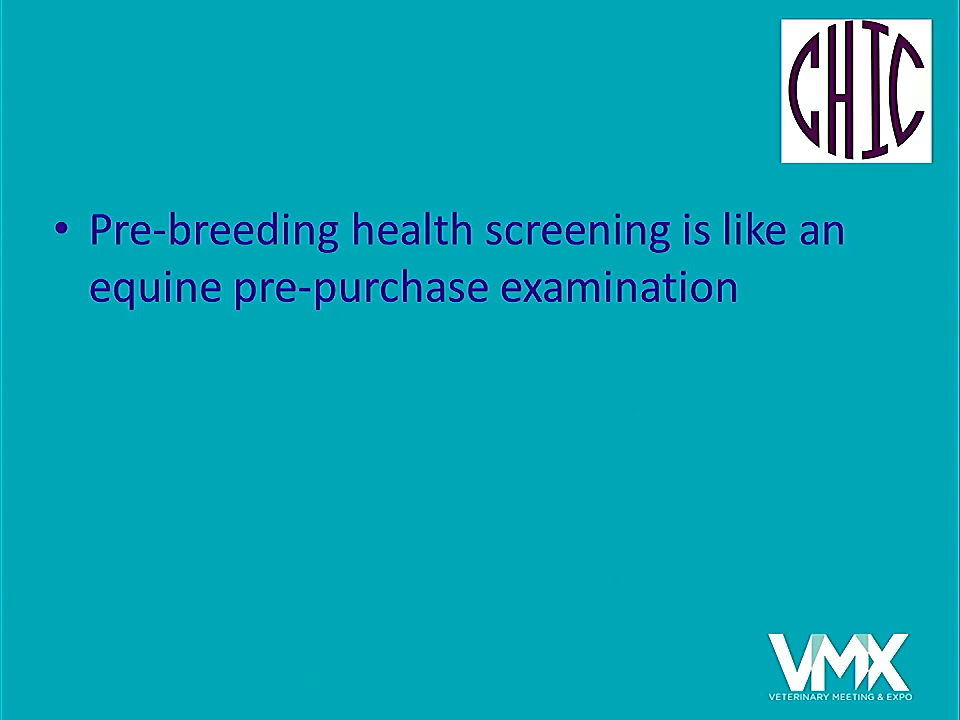 CHIC
• Pre-breeding health screening is like an
equine pre-purchase examination
VMX
VETERINARY MEETING & EXPO